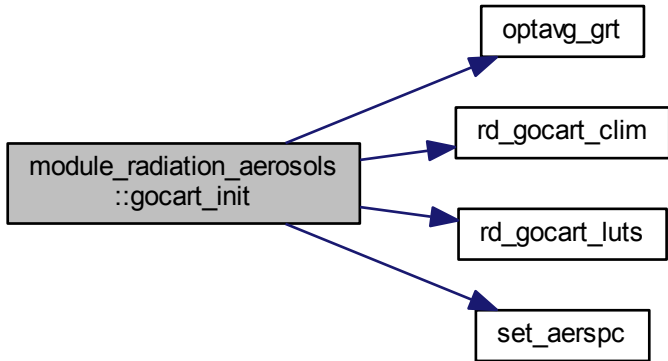 module_radiation_aerosols
::gocart_init
optavg_grt
rd_gocart_clim
rd_gocart_luts
set_aerspc